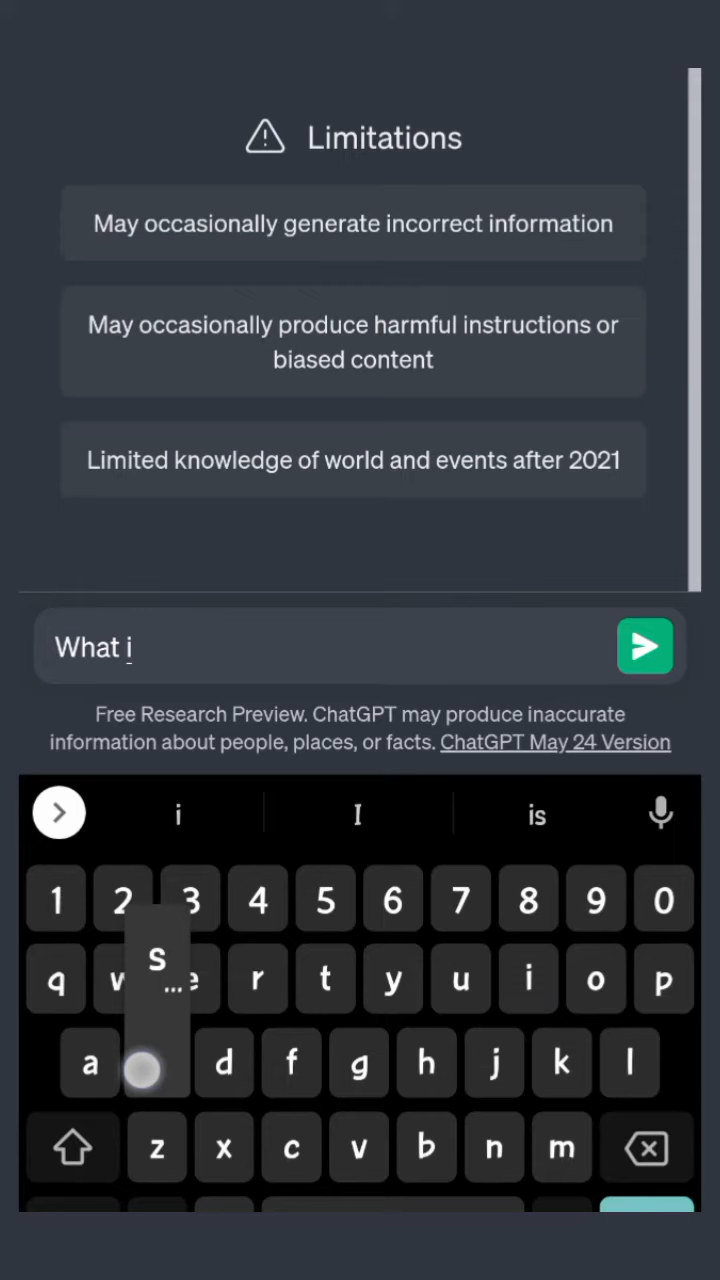 Limitations
May occasionally generate incorrect information
May occasionally produce harmful instructions or
biased content
Limited knowledge of world and events after 2021
What i
Free Research Preview. ChatGPT may produce inaccurate
information about people, places, or facts. ChatGPT May 24 Version
i I is
1 2 3 4 5 6 7 8 9 0
s...
q w e r t y u i o p
a d f g h j k l
z x c v b n m